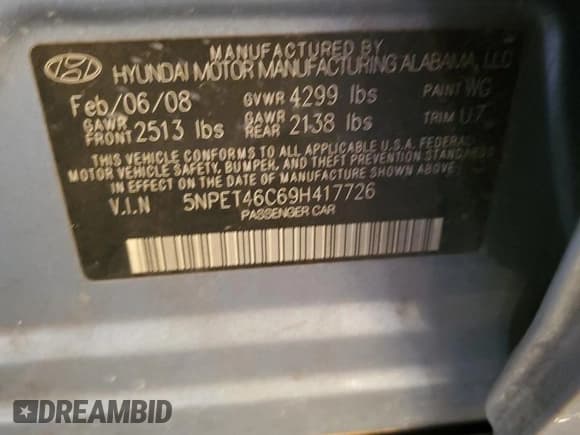 MANUFACTURED BY
HYUNDAI MOTOR MANUFACTURING ALABAMA, LLC
Feb/06/08 GVWR 4299 lbs PAINT WG
GAWR FRONT 2513 lbs GAWR REAR 2138 lbs TRIM U7
THIS VEHICLE CONFORMS TO ALL APPLICABLE U.S.A. FEDERAL
MOTOR VEHICLE SAFETY, BUMPER, AND THEFT PREVENTION STANDARDS
IN EFFECT ON THE DATE OF MANUFACTURE SHOWN ABOVE.
V.I.N 5NPET46C69H417726
PASSENGER CAR
DREAMBID